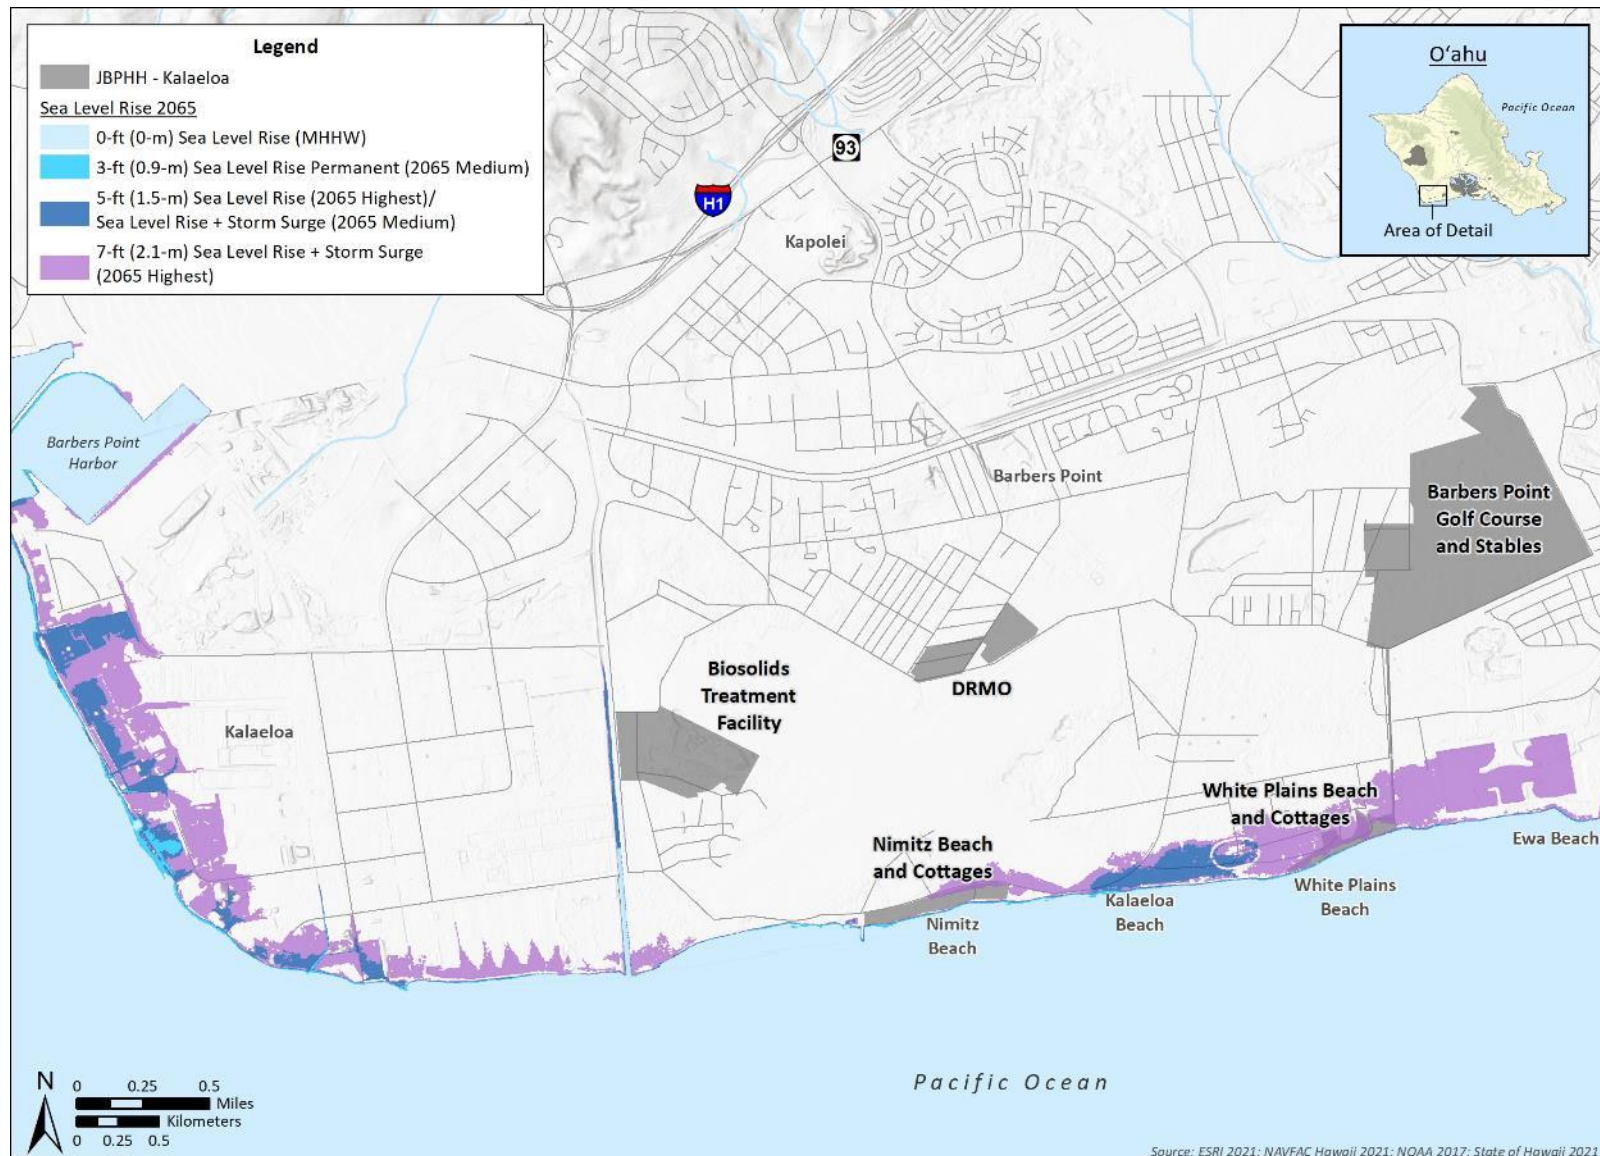 Legend
JBPHH - Kalaeloa
Sea Level Rise 2065
0-ft (0-m) Sea Level Rise (MHHW)
3-ft (0.9-m) Sea Level Rise Permanent (2065 Medium)
5-ft (1.5-m) Sea Level Rise (2065 Highest)/
Sea Level Rise + Storm Surge (2065 Medium)
7-ft (2.1-m) Sea Level Rise + Storm Surge
(2065 Highest)
Oʻahu
Pacific Ocean
Area of Detail
93
H1
Kapolei
Barbers Point
Harbor
Barbers Point
Barbers Point
Golf Course
and Stables
Biosolids
Treatment
Facility
DRMO
Kalaeloa
White Plains Beach
and Cottages
Nimitz Beach
and Cottages
Ewa Beach
White Plains
Beach
Kalaeloa
Beach
Nimitz
Beach
Pacific Ocean
N
0 0.25 0.5
Miles
Kilometers
0 0.25 0.5
Source: ESRI 2021; NAVFAC Hawaii 2021; NOAA 2017; State of Hawaii 2021